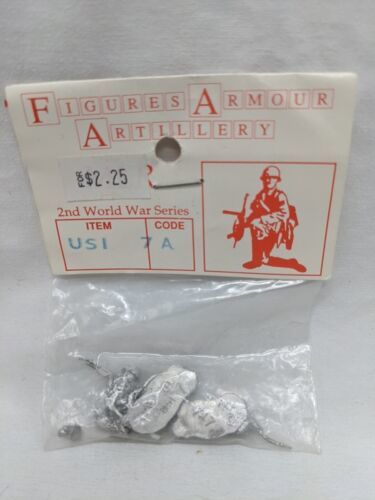 FIGURES ARMOUR
ARTILLERY
$2.25
2nd World War Series
ITEM
CODE
USI 7 A